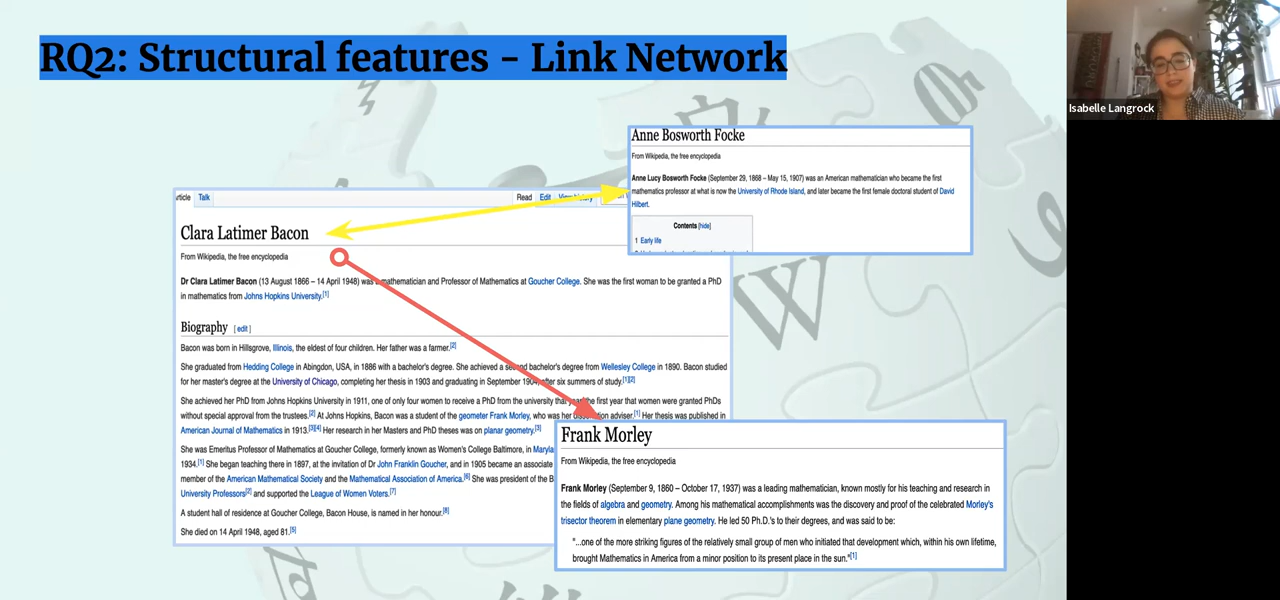 RQ2: Structural features - Link Network
Isabelle Langrock
Anne Bosworth Focke
From Wikipedia, the free encyclopedia
Anne Lucy Bosworth Focke (September 29, 1868 – May 15, 1907) was an American mathematician who became the first
mathematics professor at what is now the University of Rhode Island, and later became the first female doctoral student of David
Hilbert.
Contents [hide]
1 Early life
Article Talk Read Edit View history
Clara Latimer Bacon
From Wikipedia, the free encyclopedia
Dr Clara Latimer Bacon (13 August 1866 – 14 April 1948) was mathematician and Professor of Mathematics at Goucher College. She was the first woman to be granted a PhD
in mathematics from Johns Hopkins University.[1]
Biography [ edit ]
Bacon was born in Hillsgrove, Illinois, the eldest of four children. Her father was a farmer.[2]
She graduated from Hedding College in Abingdon, USA, in 1886 with a bachelor's degree. She achieved a second bachelor's degree from Wellesley College in 1890. Bacon studied
for her master's degree at the University of Chicago, completing her thesis in 1903 and graduating in September 1904 after six summers of study.[1][2]
She achieved her PhD from Johns Hopkins University in 1911, one of only four women to receive a PhD from the university that year, the first year that women were granted PhDs
without special approval from the trustees.[2] At Johns Hopkins, Bacon was a student of the geometer Frank Morley, who was her dissertation adviser.[1] Her thesis was published in
American Journal of Mathematics in 1913.[3][4] Her research in her Masters and PhD theses was on planar geometry.[3]
She was Emeritus Professor of Mathematics at Goucher College, formerly known as Women's College Baltimore, in Maryla
1934.[1] She began teaching there in 1897, at the invitation of Dr John Franklin Goucher, and in 1905 became an associate
member of the American Mathematical Society and the Mathematical Association of America.[6] She was president of the B
University Professors[2] and supported the League of Women Voters.[7]
A student hall of residence at Goucher College, Bacon House, is named in her honour.[8]
She died on 14 April 1948, aged 81.[5]
Frank Morley
From Wikipedia, the free encyclopedia
Frank Morley (September 9, 1860 – October 17, 1937) was a leading mathematician, known mostly for his teaching and research in
the fields of algebra and geometry. Among his mathematical accomplishments was the discovery and proof of the celebrated Morley's
trisector theorem in elementary plane geometry. He led 50 Ph.D.'s to their degrees, and was said to be:
"...one of the more striking figures of the relatively small group of men who initiated that development which, within his own lifetime,
brought Mathematics in America from a minor position to its present place in the sun."[1]